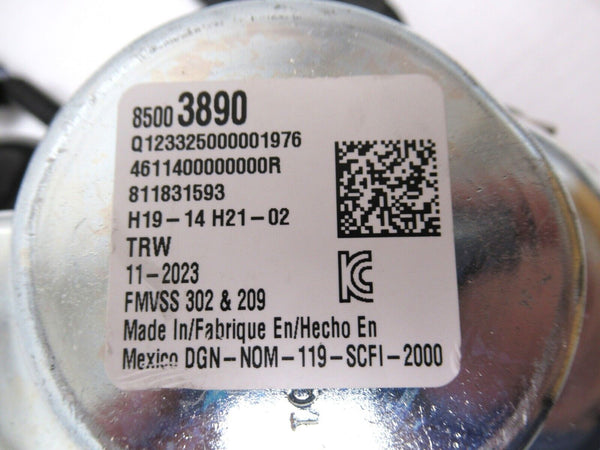 8500 3890
Q123325000001976
4611400000000R
811831593
H19-14 H21-02
TRW
11-2023
FMVSS 302 & 209
Made In/Fabrique En/Hecho En
Mexico DGN-NOM-119-SCFI-2000